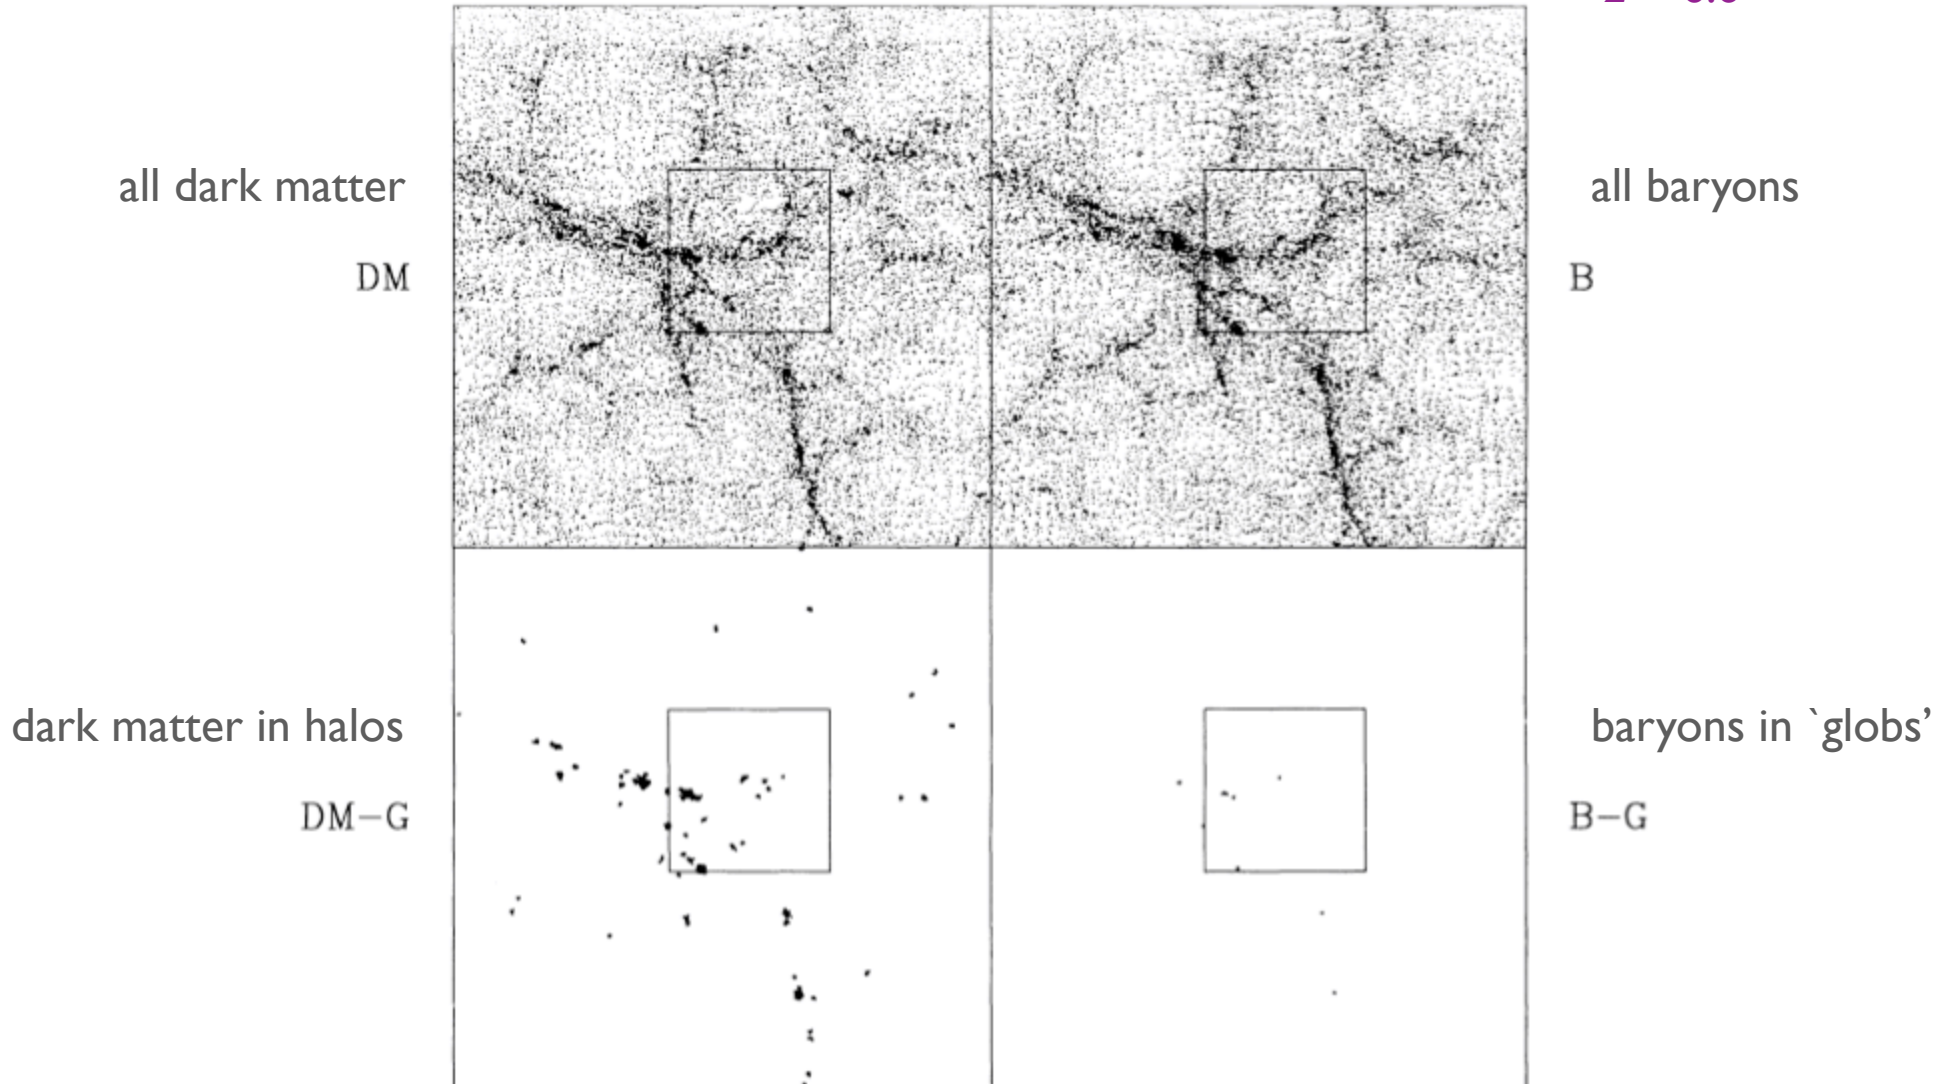 all dark matter
all baryons
DM
B
dark matter in halos
baryons in `globs’
DM-G
B-G